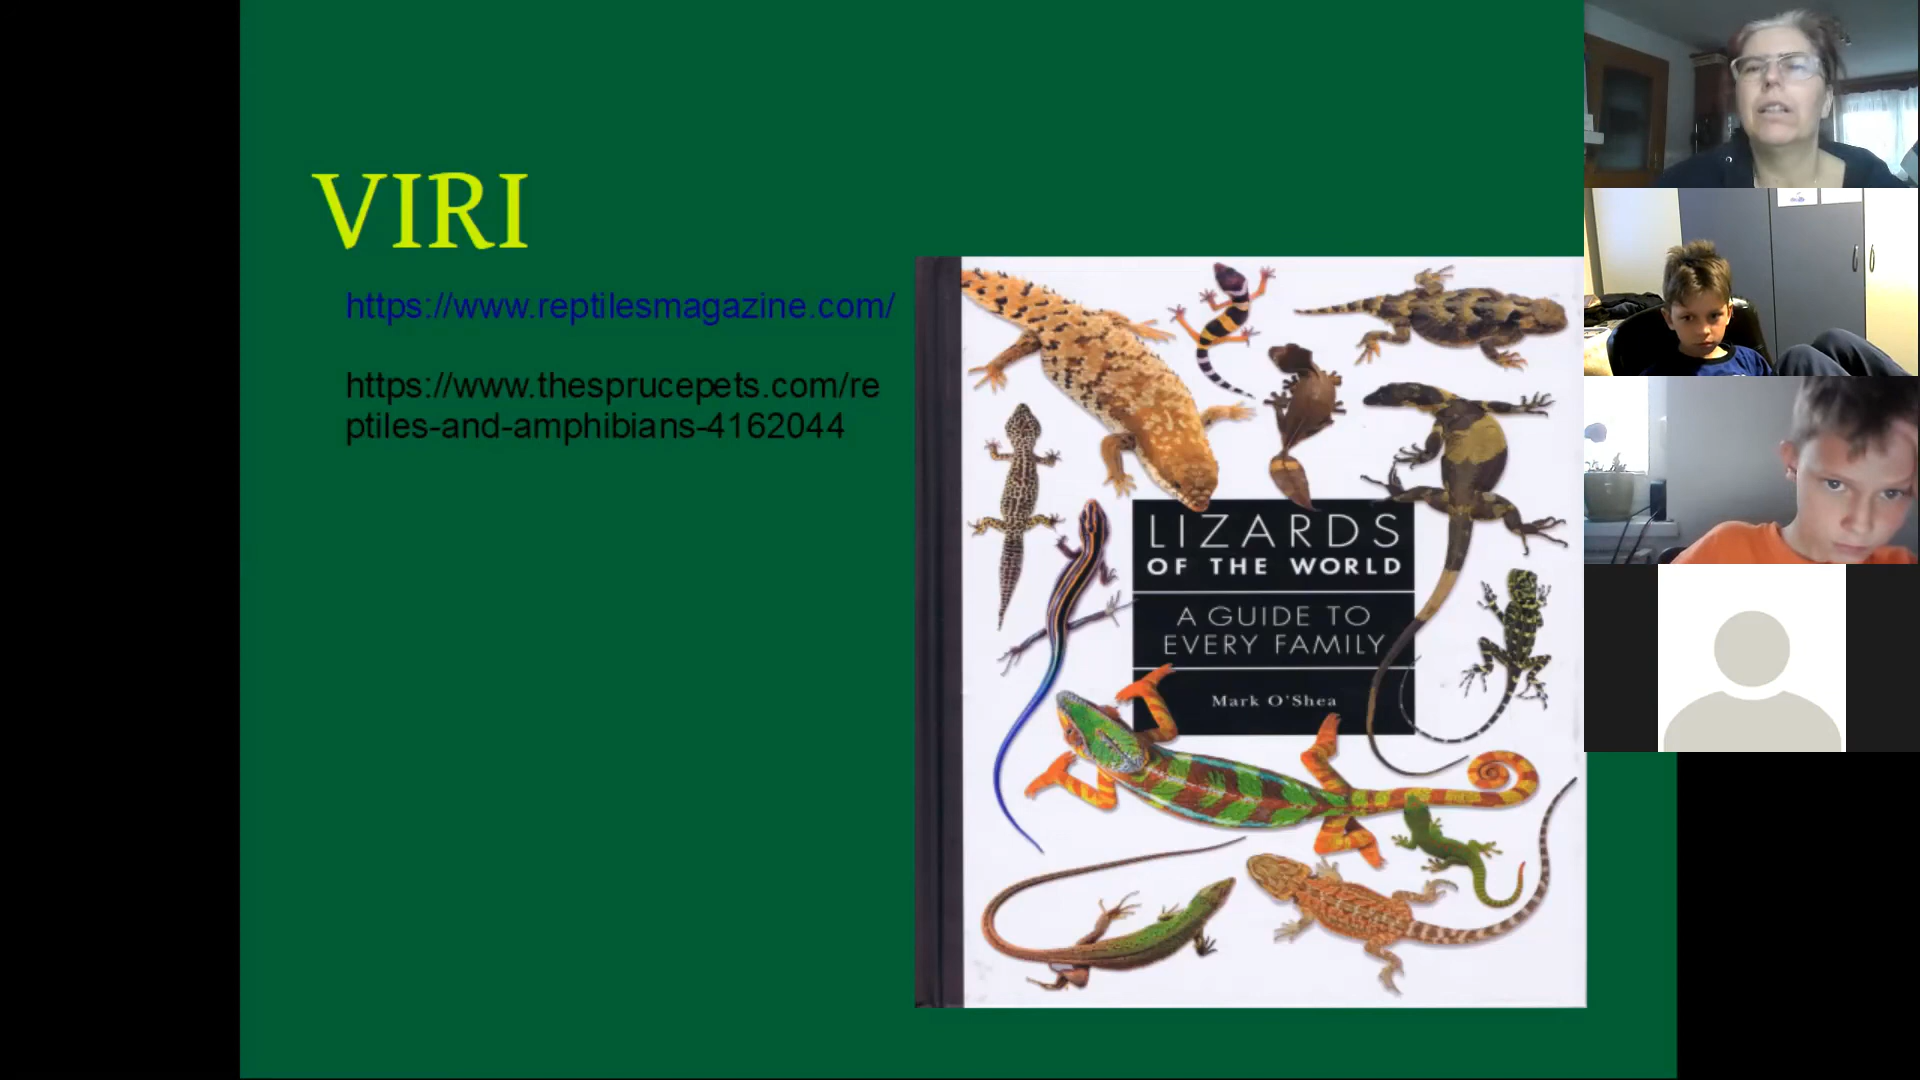 VIRI
https://www.reptilesmagazine.com/
https://www.thesprucepets.com/re
ptiles-and-amphibians-4162044
LIZARDS
OF THE WORLD
A GUIDE TO
EVERY FAMILY
Mark O'Shea